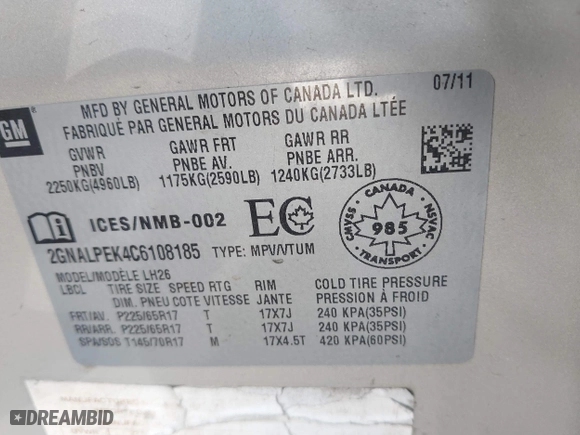 GM
07/11
MFD BY GENERAL MOTORS OF CANADA LTD.
FABRIQUÉ PAR GENERAL MOTORS DU CANADA LTÉE
GVWR GAWR FRT GAWR RR
PNBV PNBE AV. PNBE ARR.
2250KG(4960LB) 1175KG(2590LB) 1240KG(2733LB)
ICES/NMB-002 EC
CANADA
CMVSS 985 NSVAC
TRANSPORT
2GNALPEK4C6108185 TYPE: MPV/VTUM
MODEL/MODÈLE LH26
LBCL TIRE SIZE SPEED RTG RIM COLD TIRE PRESSURE
DIM. PNEU COTE VITESSE JANTE PRESSION À FROID
FRT/AV. P225/65R17 T 17X7J 240 KPA(35PSI)
RR/ARR. P225/65R17 T 17X7J 240 KPA(35PSI)
SPA/SOS T145/70R17 M 17X4.5T 420 KPA(60PSI)
DREAMBID